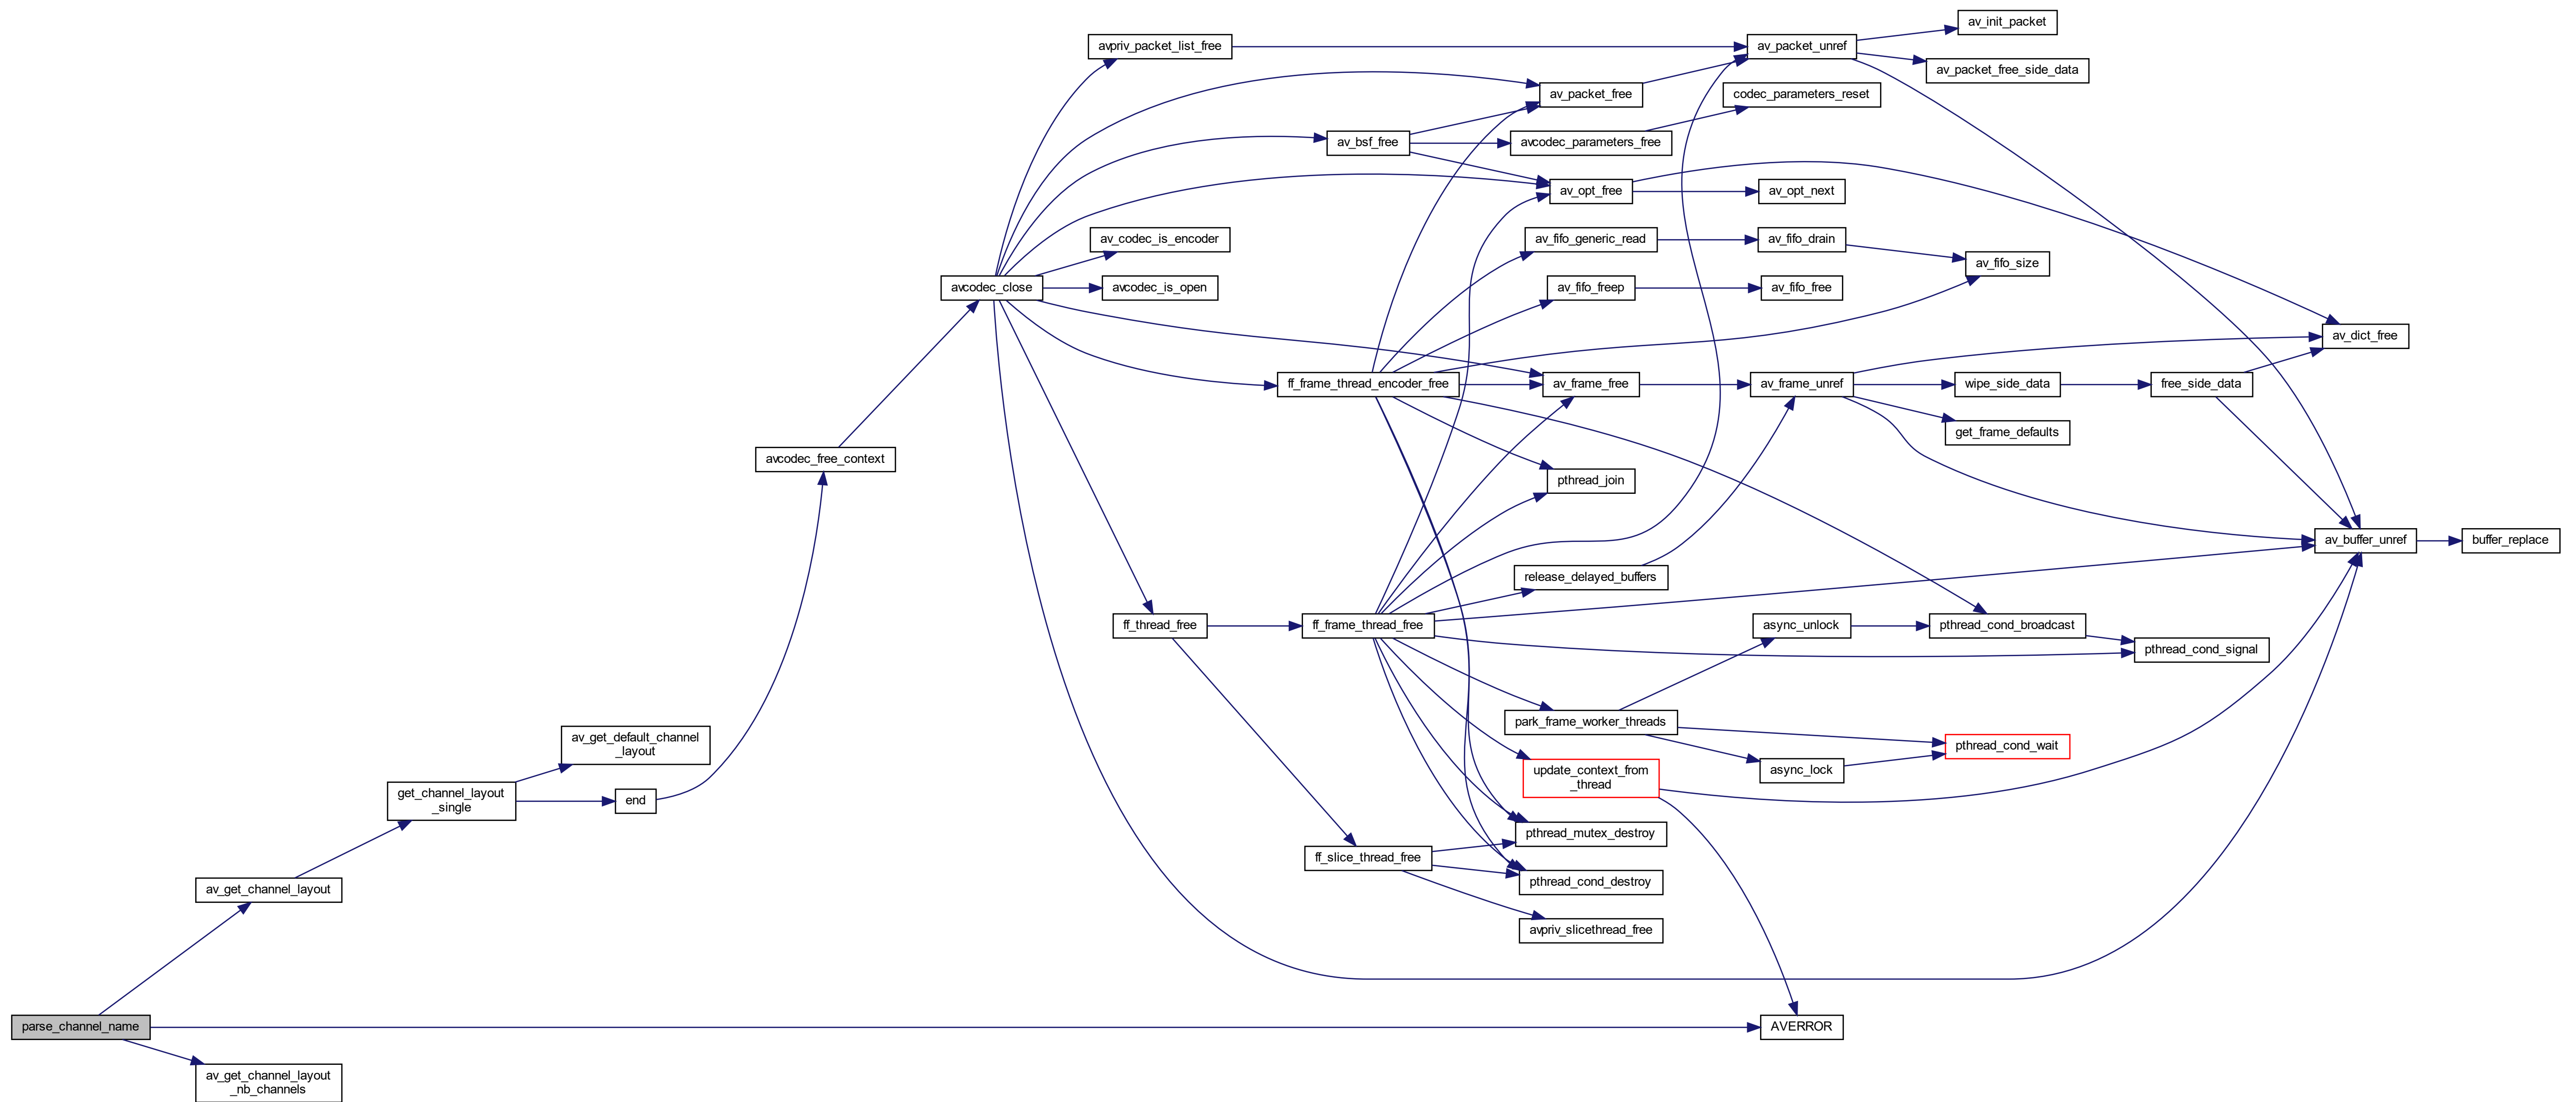 av_init_packet
avpriv_packet_list_free
av_packet_unref
av_packet_free_side_data
av_packet_free
codec_parameters_reset
av_bsf_free
avcodec_parameters_free
av_opt_free
av_opt_next
av_codec_is_encoder
av_fifo_generic_read
av_fifo_drain
av_fifo_size
avcodec_close
avcodec_is_open
av_fifo_freep
av_fifo_free
av_dict_free
ff_frame_thread_encoder_free
av_frame_free
av_frame_unref
wipe_side_data
free_side_data
get_frame_defaults
avcodec_free_context
pthread_join
av_buffer_unref
buffer_replace
release_delayed_buffers
ff_thread_free
ff_frame_thread_free
async_unlock
pthread_cond_broadcast
pthread_cond_signal
park_frame_worker_threads
av_get_default_channel
_layout
pthread_cond_wait
async_lock
update_context_from
_thread
get_channel_layout
_single
end
pthread_mutex_destroy
ff_slice_thread_free
pthread_cond_destroy
av_get_channel_layout
avpriv_slicethread_free
parse_channel_name
AVERROR
av_get_channel_layout
_nb_channels